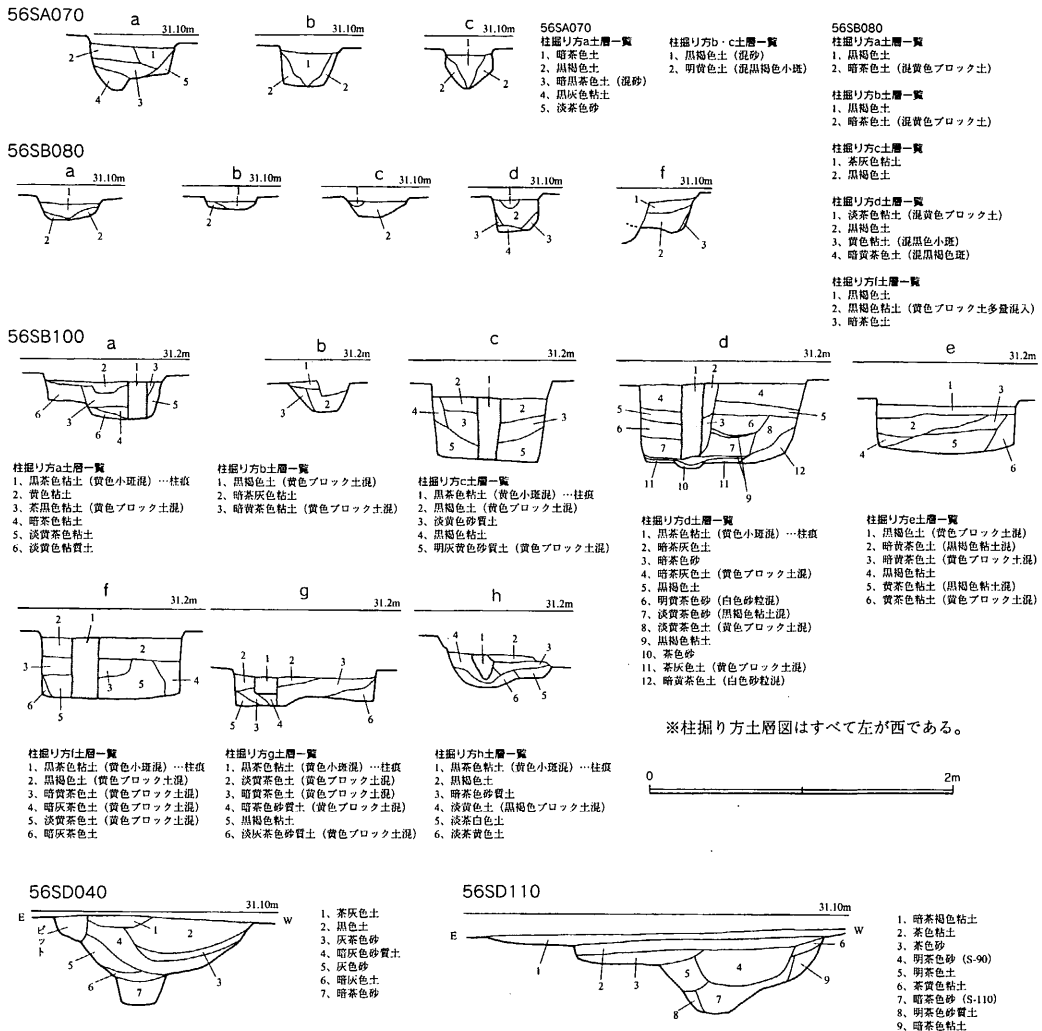 56SA070
a
31.10m
b
31.10m
c
31.10m
56SA070
柱掘り方a土層一覧
1、暗茶色土
2、黒褐色土
3、暗黒茶色土（混砂）
4、黒灰色粘土
5、淡茶色砂
柱掘り方b・c土層一覧
1、黒褐色土（混砂）
2、明黄色土（混黒褐色小斑）
56SB080
柱掘り方a土層一覧
1、黒褐色土
2、暗茶色土（混黄色ブロック土）
柱掘り方b土層一覧
1、黒褐色土
2、暗茶色土（混黄色ブロック土）
柱掘り方c土層一覧
1、茶灰色粘土
2、黒褐色土
柱掘り方d土層一覧
1、淡茶色粘土（混黄色ブロック土）
2、黒褐色土
3、黄色粘土（混黒色小斑）
4、暗黄茶色土（混黒褐色斑）
柱掘り方f土層一覧
1、黒褐色土
2、黒褐色粘土（黄色ブロック土多量混入）
3、暗茶色土
56SB080
a
31.10m
b
31.10m
c
31.10m
d
31.10m
f
31.10m
56SB100
a
31.2m
b
31.2m
c
31.2m
d
31.2m
e
31.2m
柱掘り方a土層一覧
1、黒茶色粘土（黄色小斑混）…柱痕
2、黄色粘土
3、茶黒色粘土（黄色ブロック土混）
4、暗茶色粘土
5、淡黄茶色粘土
6、淡黄色粘質土
柱掘り方b土層一覧
1、黒褐色土（黄色ブロック土混）
2、暗茶灰色粘土
3、暗黄茶色粘土（黄色ブロック土混）
柱掘り方c土層一覧
1、黒茶色粘土（黄色小斑混）…柱痕
2、黒褐色土（黄色ブロック土混）
3、淡黄色砂質土
4、黒褐色粘土
5、明灰黄色砂質土（黄色ブロック土混）
柱掘り方d土層一覧
1、黒茶色粘土（黄色小斑混）…柱痕
2、暗茶灰色土
3、暗茶色砂
4、暗茶灰色土（黄色ブロック土混）
5、黒褐色土
6、明黄茶色砂（白色砂粒混）
7、淡黄茶色砂（黒褐色粘土混）
8、淡黄茶色土（黄色ブロック土混）
9、黒褐色粘土
10、茶色砂
11、茶灰色土（黄色ブロック土混）
12、暗黄茶色土（白色砂粒混）
柱掘り方e土層一覧
1、黒褐色土（黄色ブロック土混）
2、暗黄茶色土（黒褐色粘土混）
3、暗黄茶色土（黄色ブロック土混）
4、黒褐色粘土
5、黄茶色粘土（黒褐色粘土混）
6、黄茶色粘土（黄色ブロック土混）
f
31.2m
g
31.2m
h
31.2m
柱掘り方f土層一覧
1、黒茶色粘土（黄色小斑混）…柱痕
2、黒褐色土（黄色ブロック土混）
3、暗黄茶色土（黄色ブロック土混）
4、暗灰茶色土（黄色ブロック土混）
5、淡黄茶色土（黄色ブロック土混）
6、暗灰茶色土
柱掘り方g土層一覧
1、黒茶色粘土（黄色小斑混）…柱痕
2、淡黄茶色土（黄色ブロック土混）
3、暗黄茶色土（黄色ブロック土混）
4、暗茶色砂質土（黄色ブロック土混）
5、黒褐色粘土
6、淡灰茶色砂質土（黄色ブロック土混）
柱掘り方h土層一覧
1、黒茶色粘土（黄色小斑混）…柱痕
2、黒褐色土
3、暗茶色砂質土
4、淡黄色土（黒褐色ブロック土混）
5、淡茶白色土
6、淡茶黄色土
※柱掘り方土層図はすべて左が西である。
0
2m
56SD040
31.10m
E
W
ピット
1、茶灰色土
2、黒色土
3、灰茶色砂
4、暗灰色砂質土
5、灰色砂
6、暗灰色土
7、暗茶色砂
56SD110
31.10m
E
W
1、暗茶褐色粘土
2、茶色粘土
3、茶色砂
4、明茶色砂（S-90）
5、明茶色土
6、茶黄色粘土
7、暗茶色砂（S-110）
8、明茶色砂質土
9、暗茶色粘土